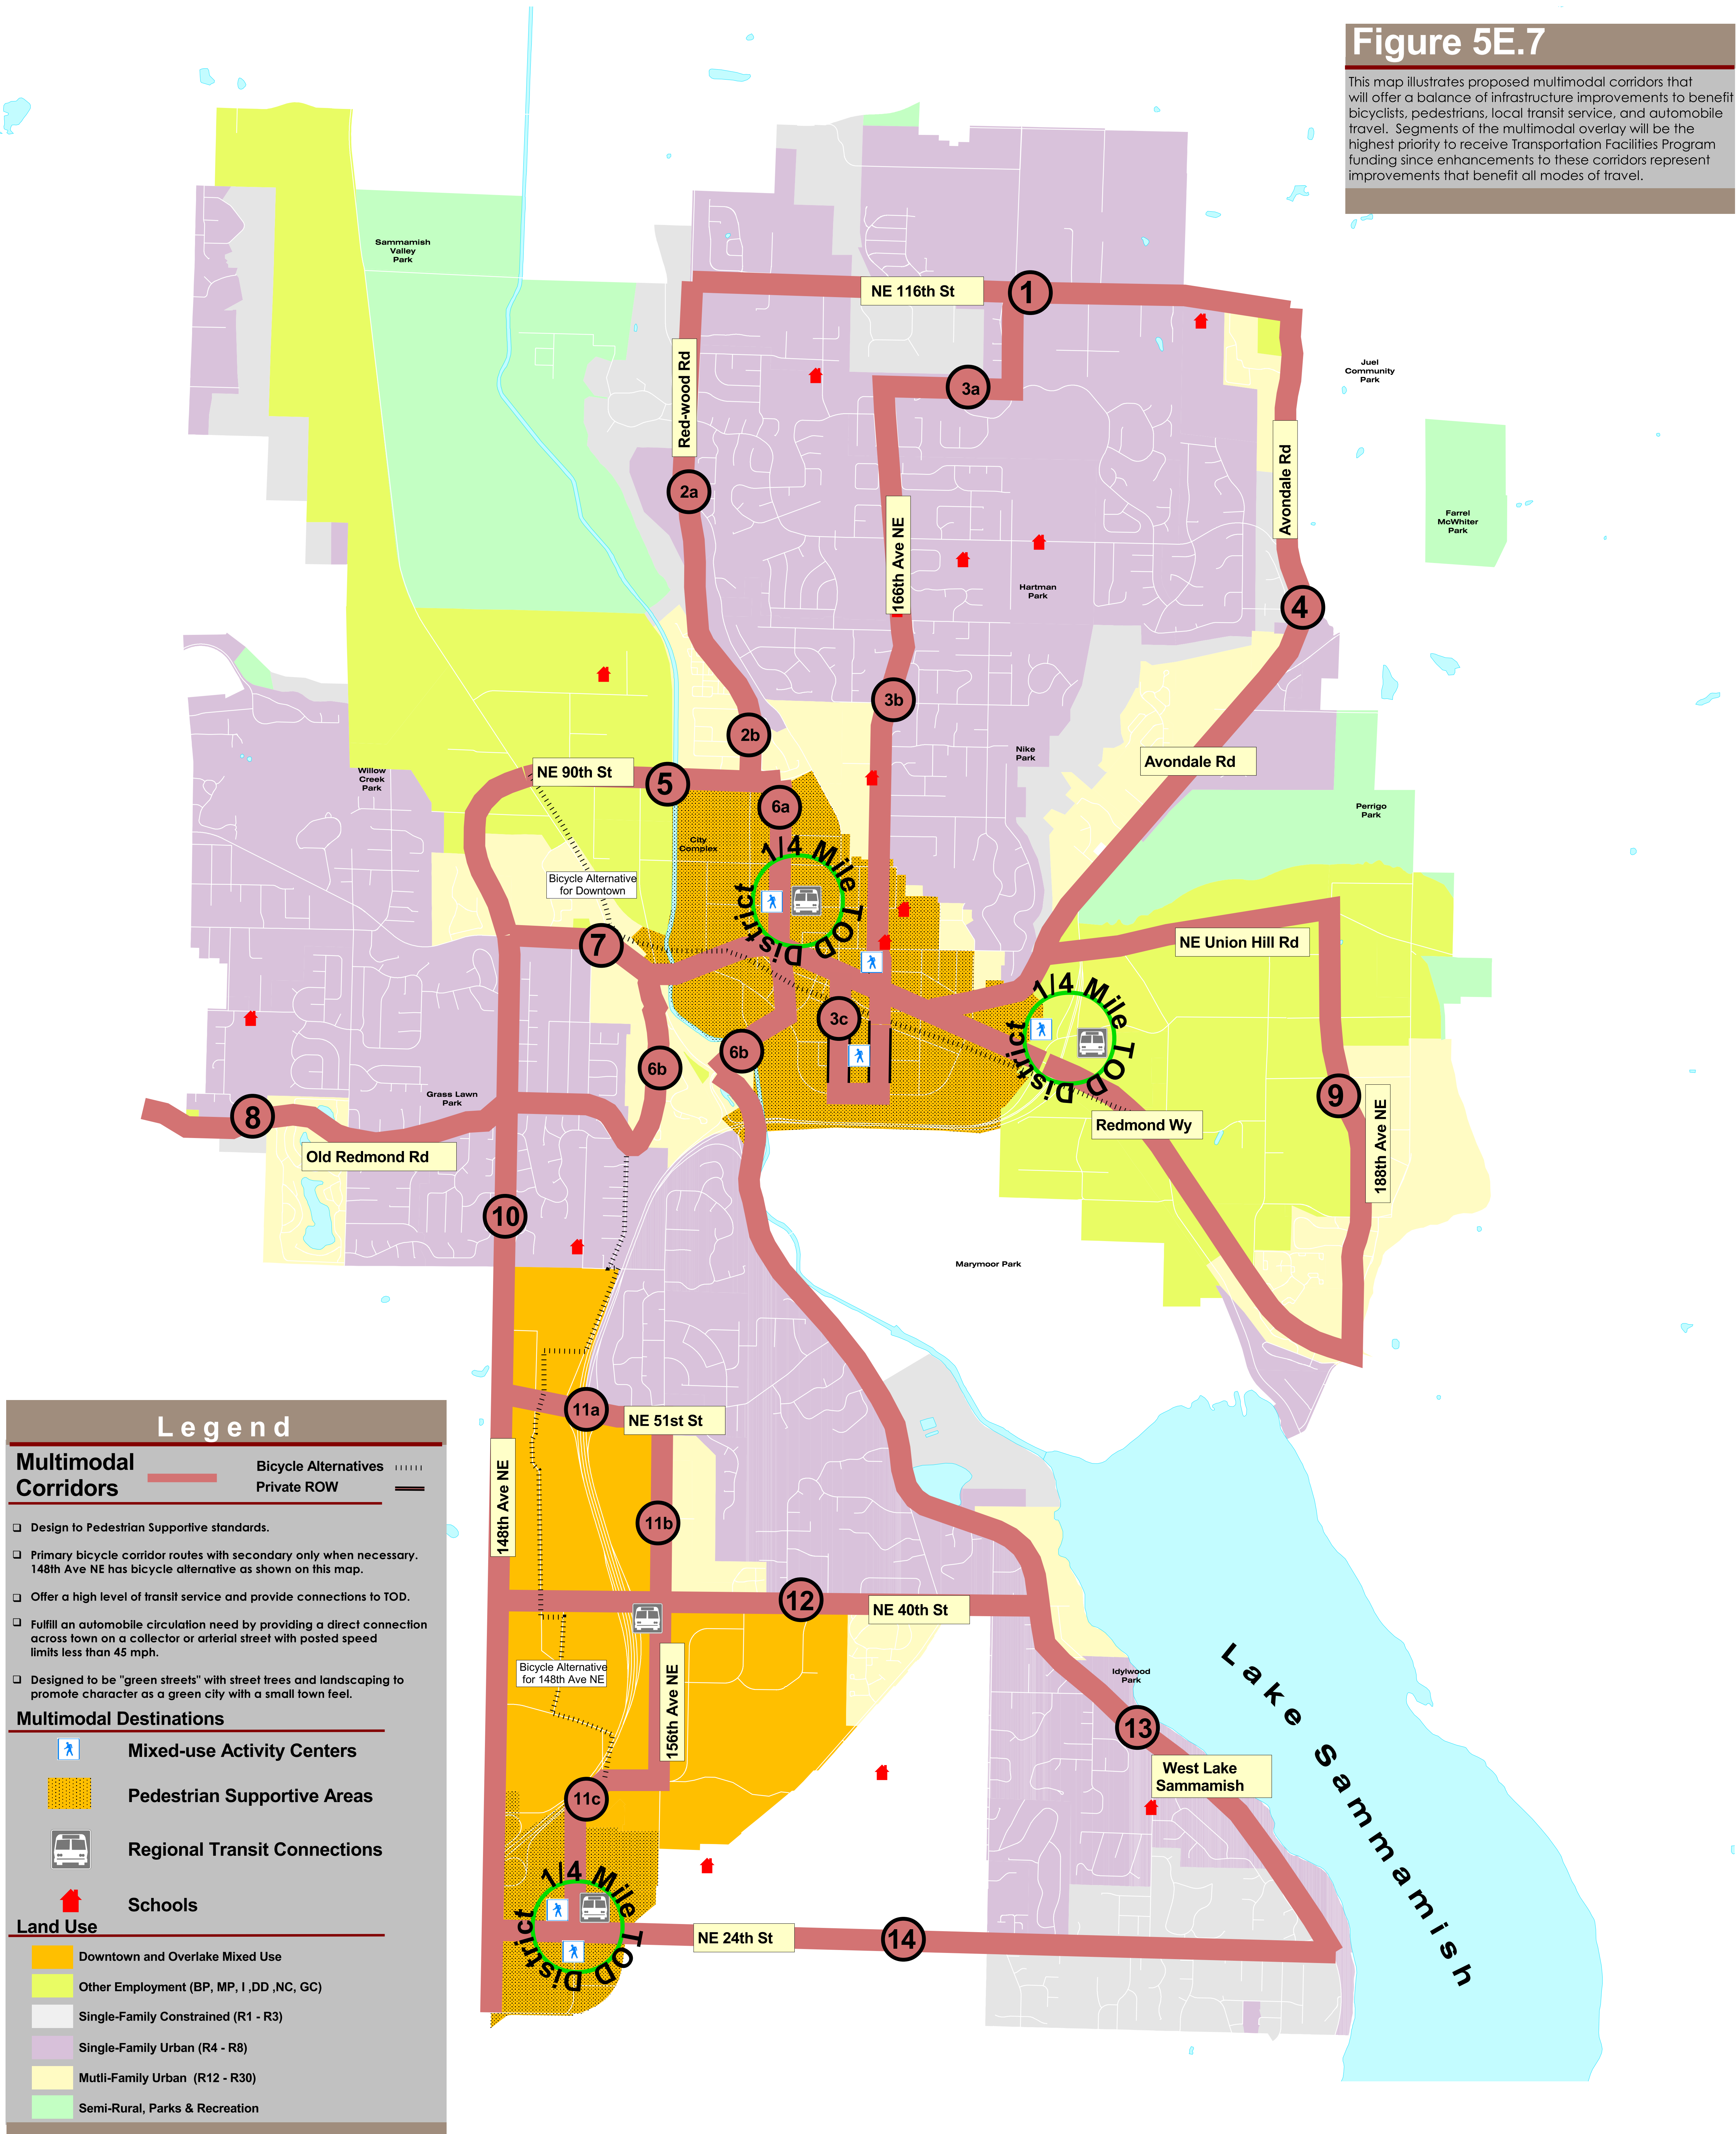 Figure 5E.7
This map illustrates proposed multimodal corridors that
will offer a balance of infrastructure improvements to benefit
bicyclists, pedestrians, local transit service, and automobile
travel.  Segments of the multimodal overlay will be the
highest priority to receive Transportation Facilities Program
funding since enhancements to these corridors represent
improvements that benefit all modes of travel.
Sammamish
Valley
Park
NE 116th St
1
Red-wood Rd
3a
Juel
Community
Park
2a
Avondale Rd
166th Ave NE
Farrel
McWhiter
Park
Hartman
Park
4
3b
2b
Nike
Park
Avondale Rd
NE 90th St
5
Willow
Creek
Park
6a
Perrigo
Park
City
Complex
1/4 Mile TOD District
Bicycle Alternative
for Downtown
7
NE Union Hill Rd
1/4 Mile TOD District
3c
6b
6b
9
Grass Lawn
Park
8
Redmond Wy
188th Ave NE
Old Redmond Rd
10
Marymoor Park
11a
NE 51st St
148th Ave NE
11b
12
NE 40th St
Bicycle Alternative
for 148th Ave NE
156th Ave NE
Idylwood
Park
13
West Lake
Sammamish
Lake Sammamish
11c
1/4 Mile TOD District
NE 24th St
14
Legend
Multimodal
Corridors
Bicycle Alternatives
Private ROW
Design to Pedestrian Supportive standards.
Primary bicycle corridor routes with secondary only when necessary.
148th Ave NE has bicycle alternative as shown on this map.
Offer a high level of transit service and provide connections to TOD.
Fulfill an automobile circulation need by providing a direct connection
across town on a collector or arterial street with posted speed
limits less than 45 mph.
Designed to be "green streets" with street trees and landscaping to
promote character as a green city with a small town feel.
Multimodal Destinations
Mixed-use Activity Centers
Pedestrian Supportive Areas
Regional Transit Connections
Schools
Land Use
Downtown and Overlake Mixed Use
Other Employment (BP, MP, I ,DD ,NC, GC)
Single-Family Constrained (R1 - R3)
Single-Family Urban (R4 - R8)
Mutli-Family Urban  (R12 - R30)
Semi-Rural, Parks & Recreation